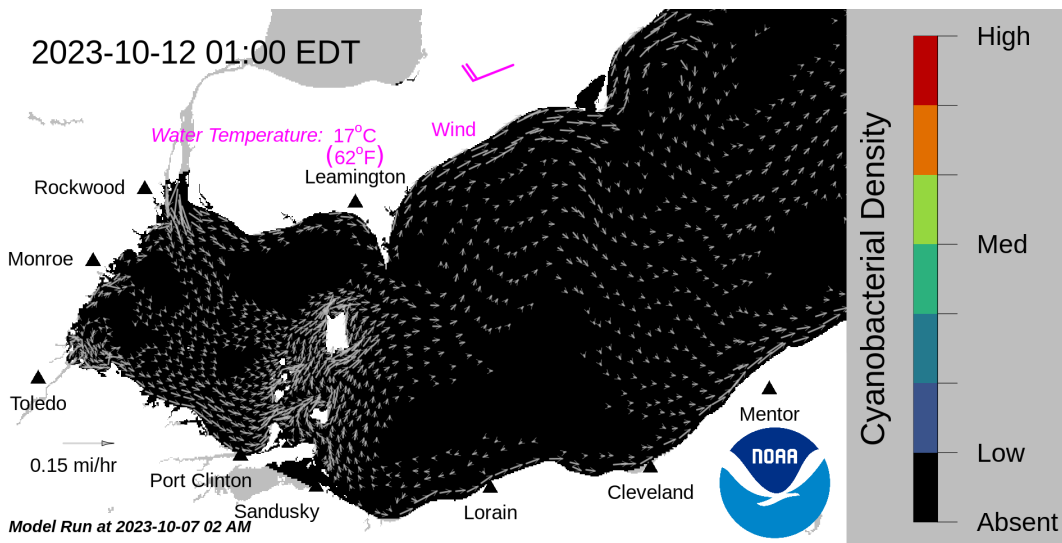 2023-10-12 01:00 EDT
High
Wind
Water Temperature: 17°C
(62°F)
Leamington
Rockwood
Monroe
Med
Cyanobacterial Density
Toledo
Mentor
0.15 mi/hr
NOAA
Low
Port Clinton
Cleveland
Sandusky
Lorain
Model Run at 2023-10-07 02 AM
Absent